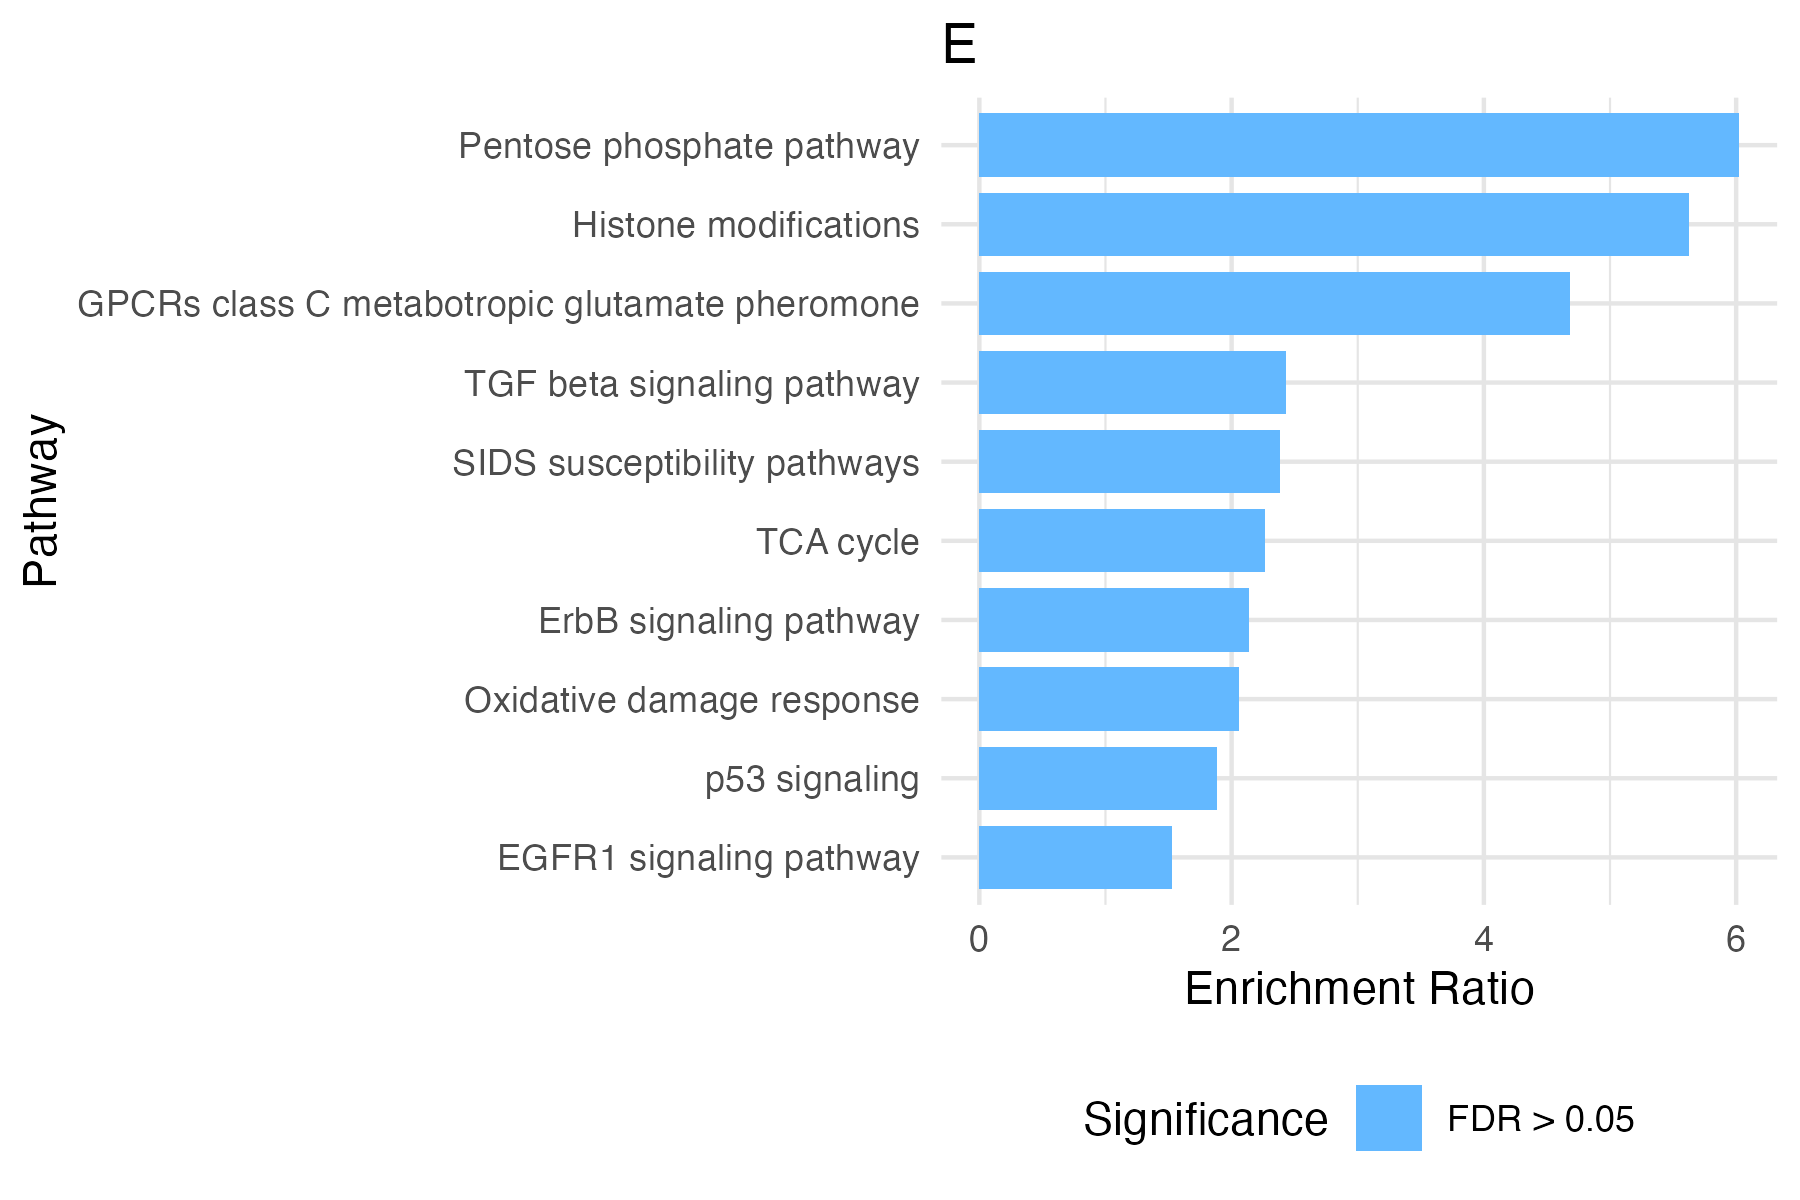 E
Pathway
Pentose phosphate pathway
Histone modifications
GPCRs class C metabotropic glutamate pheromone
TGF beta signaling pathway
SIDS susceptibility pathways
TCA cycle
ErbB signaling pathway
Oxidative damage response
p53 signaling
EGFR1 signaling pathway
0 2 4 6
Enrichment Ratio
Significance FDR > 0.05